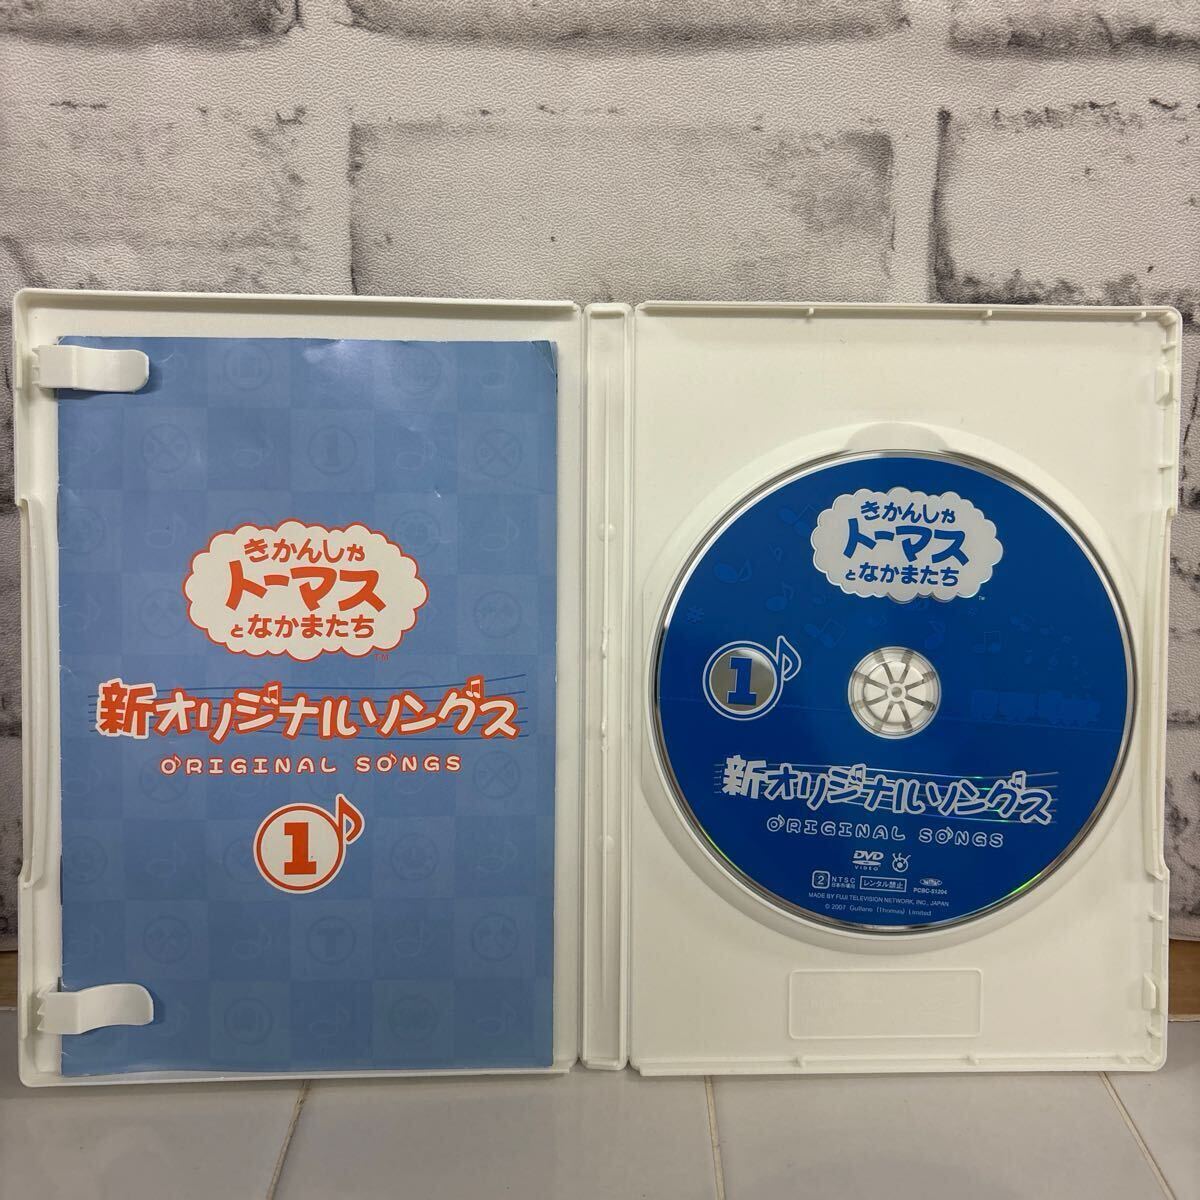 きかんしゃ
トーマス
となかまたち
TM
新オリジナルソングス
ORIGINAL SONGS
1
きかんしゃ
トーマス
となかまたち
TM
1
新オリジナルソングス
ORIGINAL SONGS
DVD
VIDEO
2 NTSC 日本市場向 レンタル禁止 PCBC-51204
MADE BY FUJI TELEVISION NETWORK, INC., JAPAN
© 2007 Gullane (Thomas) Limited